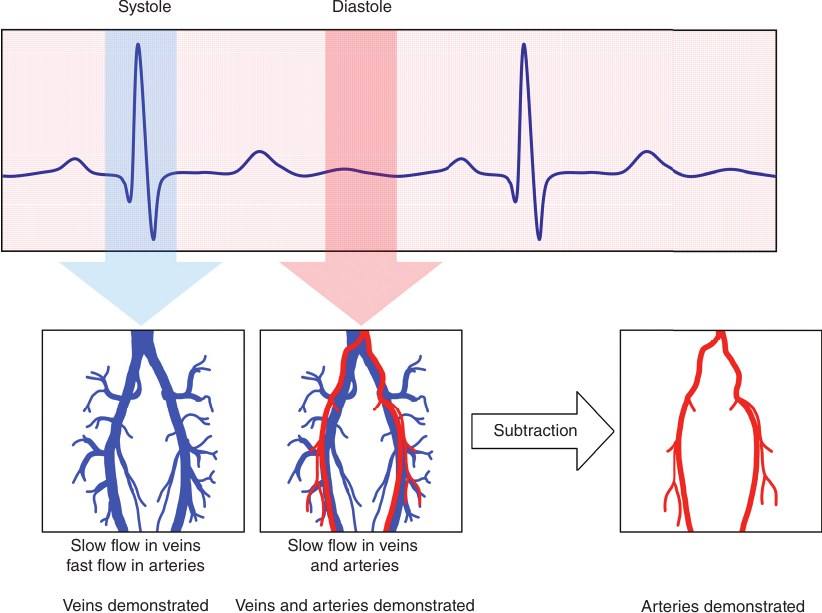 Systole
Diastole
Subtraction
Slow flow in veins
fast flow in arteries
Slow flow in veins
and arteries
Veins demonstrated
Veins and arteries demonstrated
Arteries demonstrated